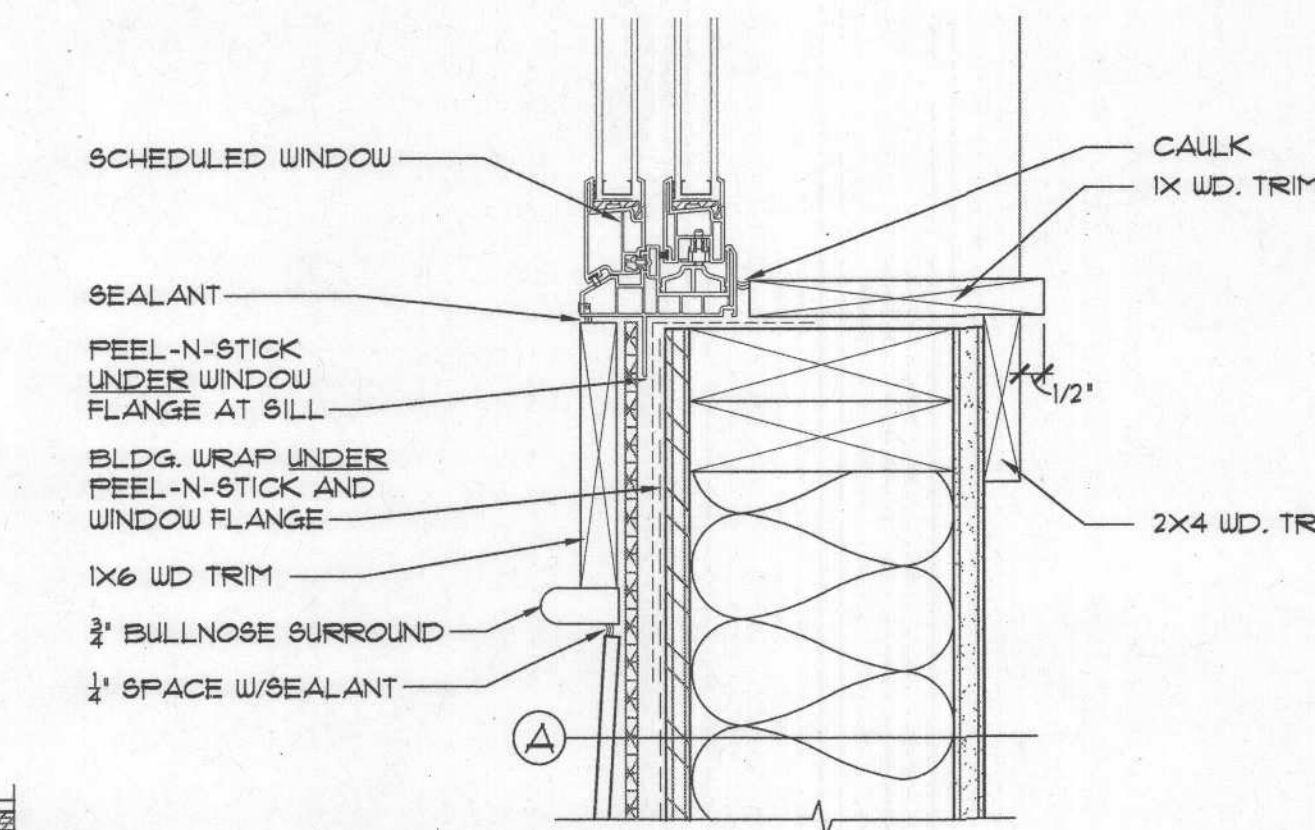 SCHEDULED WINDOW
SEALANT
PEEL-N-STICK
UNDER WINDOW
FLANGE AT SILL
BLDG. WRAP UNDER
PEEL-N-STICK AND
WINDOW FLANGE
1X6 WD TRIM
3/4" BULLNOSE SURROUND
1/4" SPACE W/SEALANT
A
CAULK
1X WD. TRIM
1/2"
2X4 WD. TR